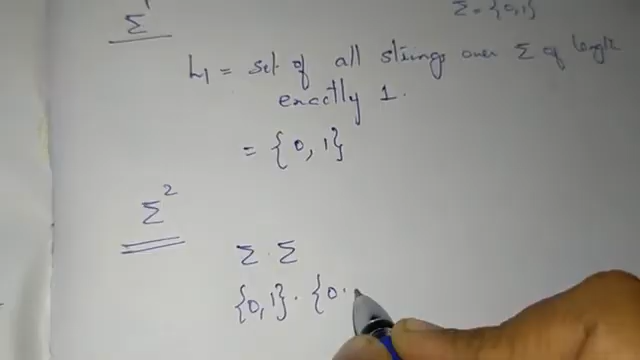 Σ = {0,1}
Σ¹
L₁ = set of all strings over Σ of length
exactly 1.
= {0, 1}
Σ²
Σ . Σ
{0,1} . {0.